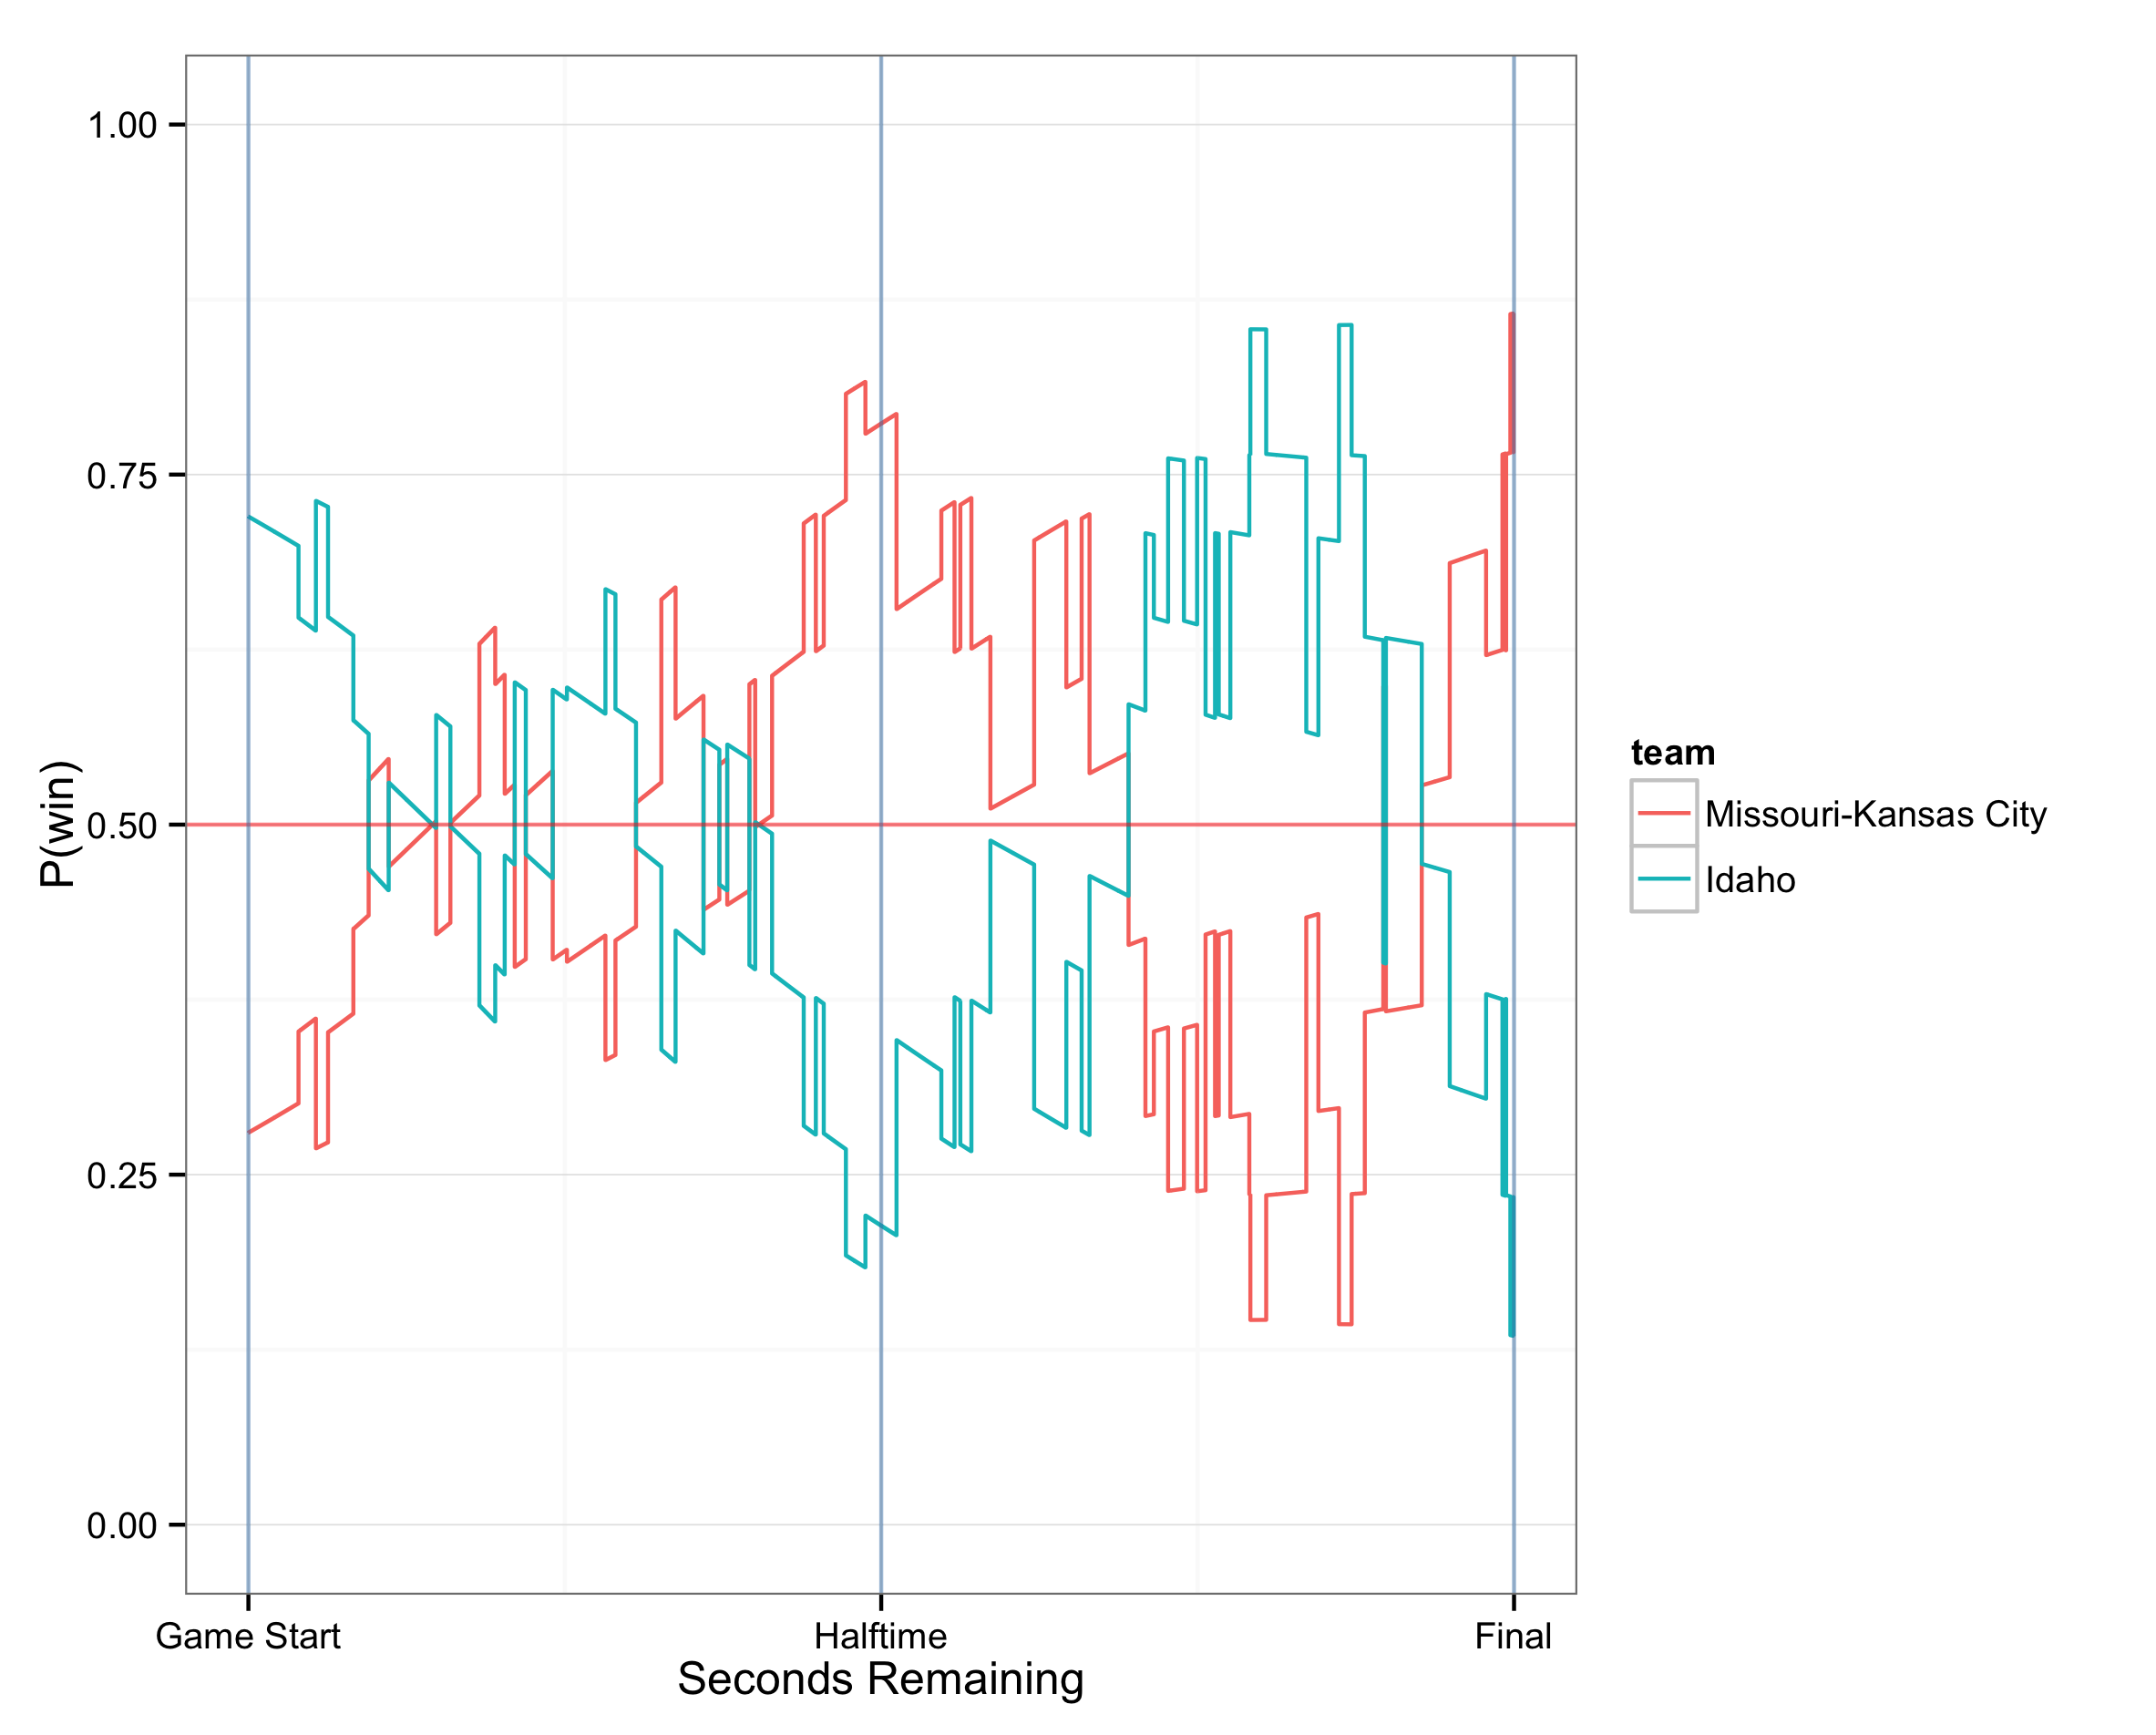 1.00
0.75
0.50
0.25
0.00
P(win)
Game Start
Halftime
Final
Seconds Remaining
team
Missouri-Kansas City
Idaho